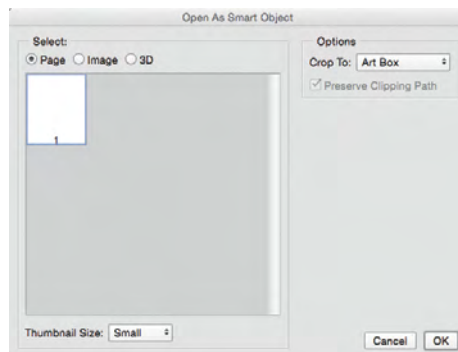 Open As Smart Object
Select:
Page Image 3D
1
Thumbnail Size: Small
Options
Crop To: Art Box
Preserve Clipping Path
Cancel OK